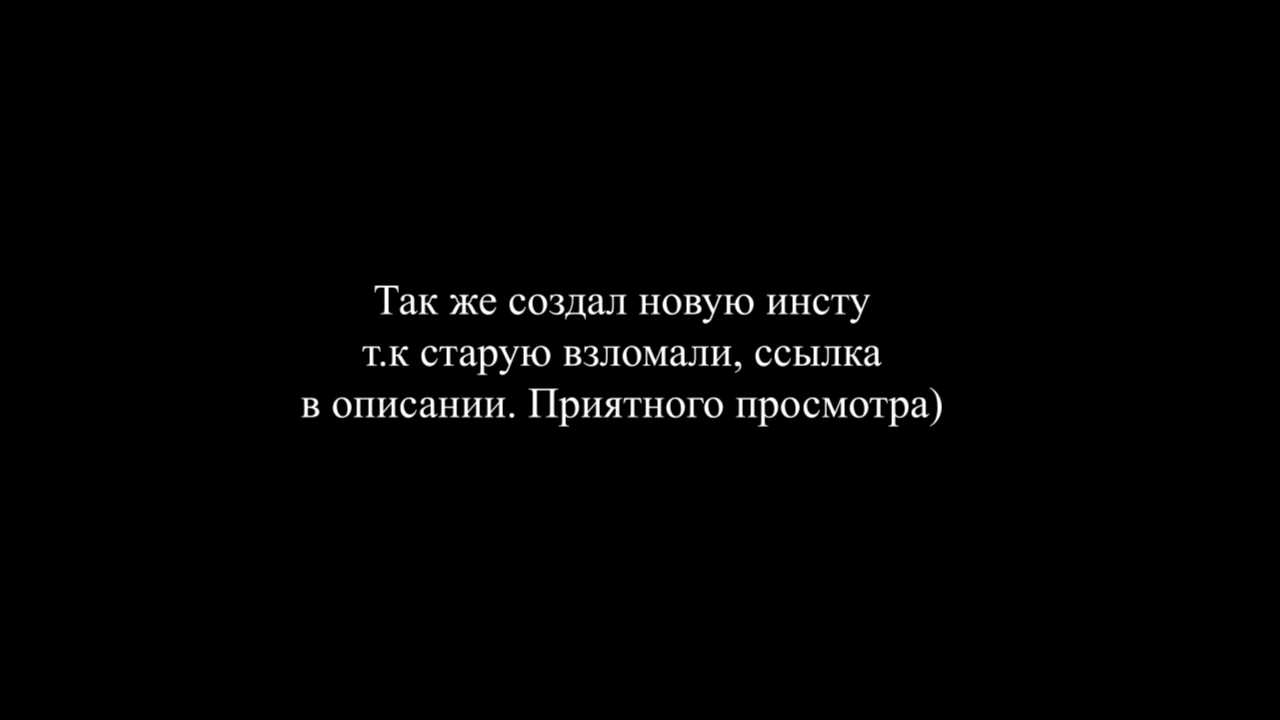 Так же создал новую инсту
т.к старую взломали, ссылка
в описании. Приятного просмотра)